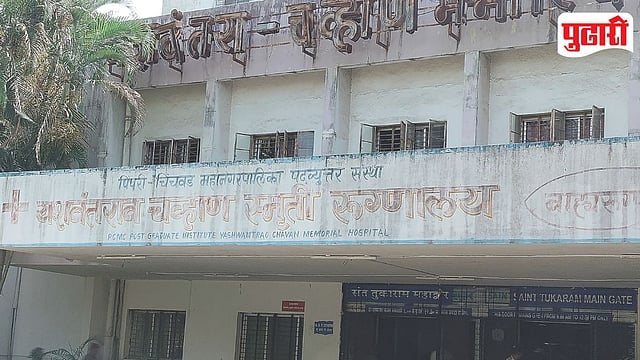 यशवंतराव - चव्हाण
पुढारी
पिंपरी-चिंचवड महानगरपालिका पदव्युत्तर संस्था
यशवंतराव चव्हाण स्मृती रुग्णालय
PCMC POST GRADUATE INSTITUTE YASHWANTRAO CHAVAN MEMORIAL HOSPITAL
संत तुकाराम महाद्वार
SAINT TUKARAM MAIN GATE